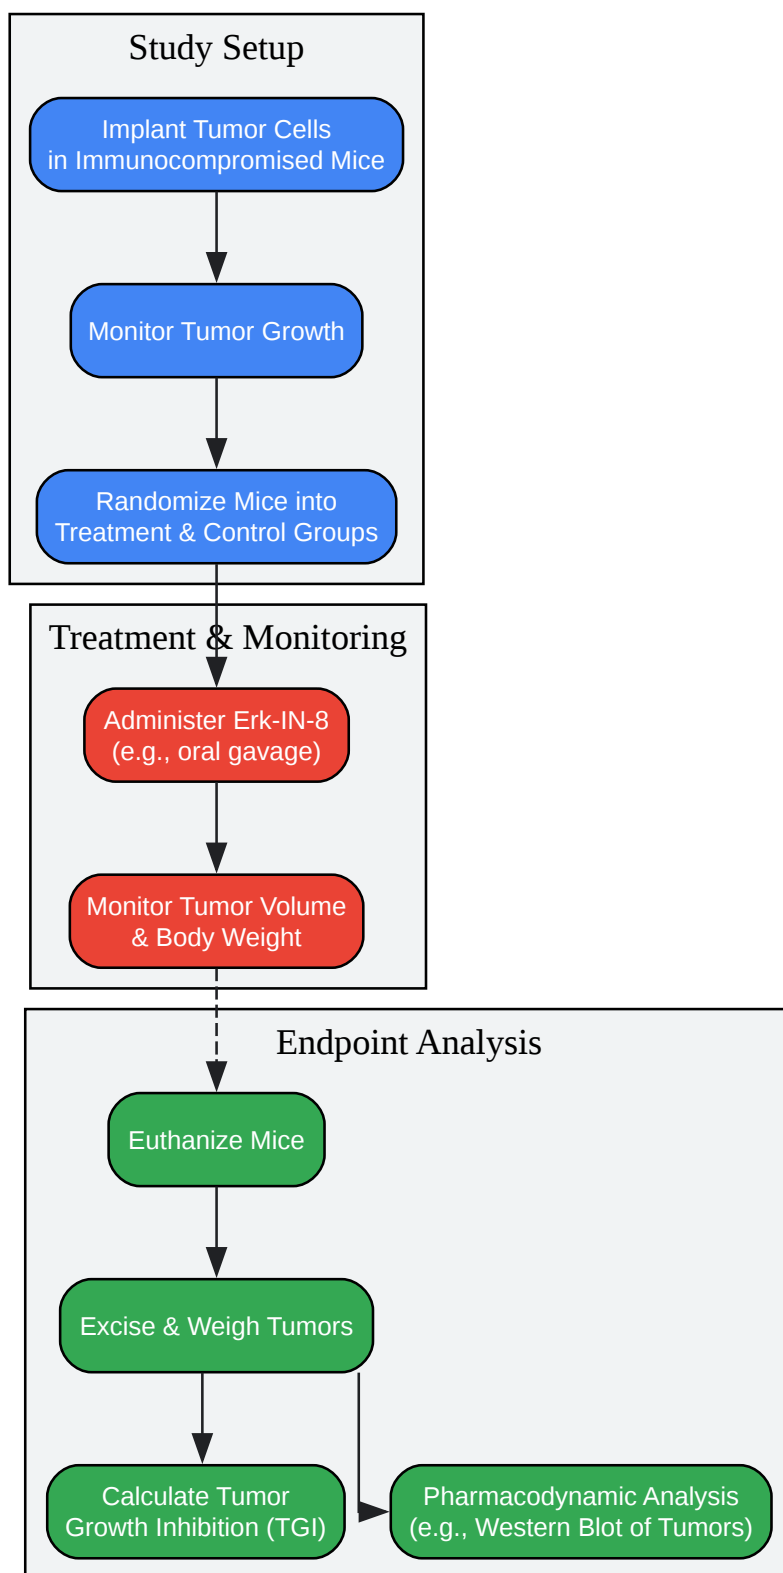 Study Setup
Implant Tumor Cells
in Immunocompromised Mice
Monitor Tumor Growth
Randomize Mice into
Treatment & Control Groups
Treatment & Monitoring
Administer Erk-IN-8
(e.g., oral gavage)
Monitor Tumor Volume
& Body Weight
Endpoint Analysis
Euthanize Mice
Excise & Weigh Tumors
Calculate Tumor
Growth Inhibition (TGI)
Pharmacodynamic Analysis
(e.g., Western Blot of Tumors)